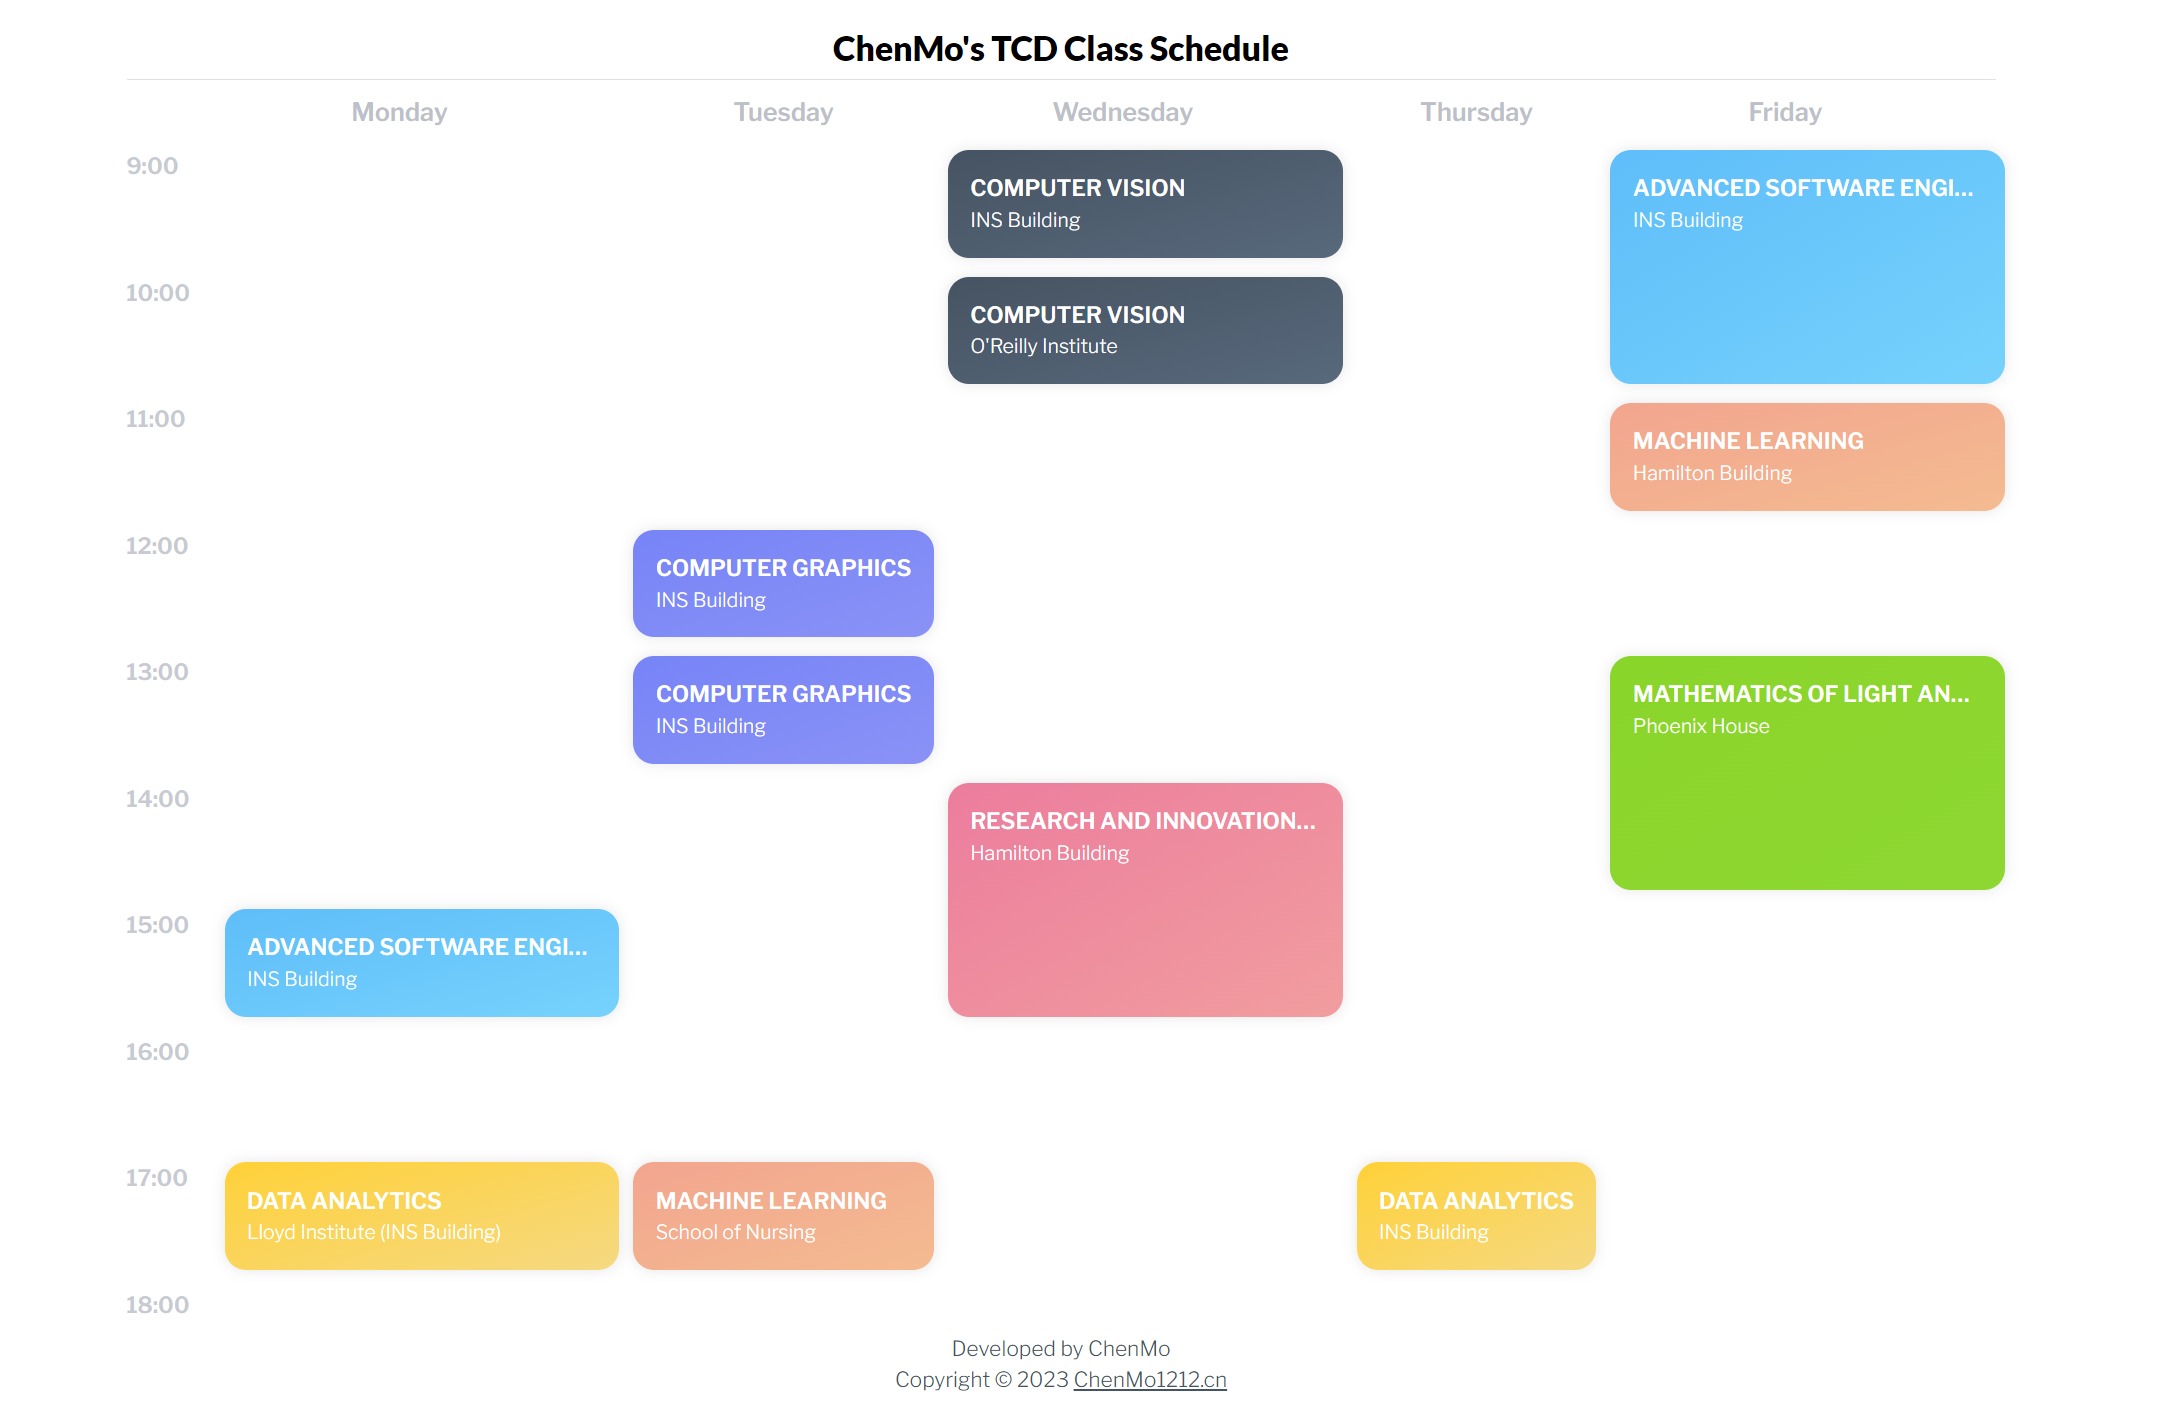 ChenMo's TCD Class Schedule
Monday Tuesday Wednesday Thursday Friday
9:00
COMPUTER VISION
INS Building
ADVANCED SOFTWARE ENGI...
INS Building
10:00
COMPUTER VISION
O'Reilly Institute
11:00
MACHINE LEARNING
Hamilton Building
12:00
COMPUTER GRAPHICS
INS Building
13:00
COMPUTER GRAPHICS
INS Building
MATHEMATICS OF LIGHT AN...
Phoenix House
14:00
RESEARCH AND INNOVATION...
Hamilton Building
15:00
ADVANCED SOFTWARE ENGI...
INS Building
16:00
17:00
DATA ANALYTICS
Lloyd Institute (INS Building)
MACHINE LEARNING
School of Nursing
DATA ANALYTICS
INS Building
18:00
Developed by ChenMo
Copyright © 2023 ChenMo1212.cn